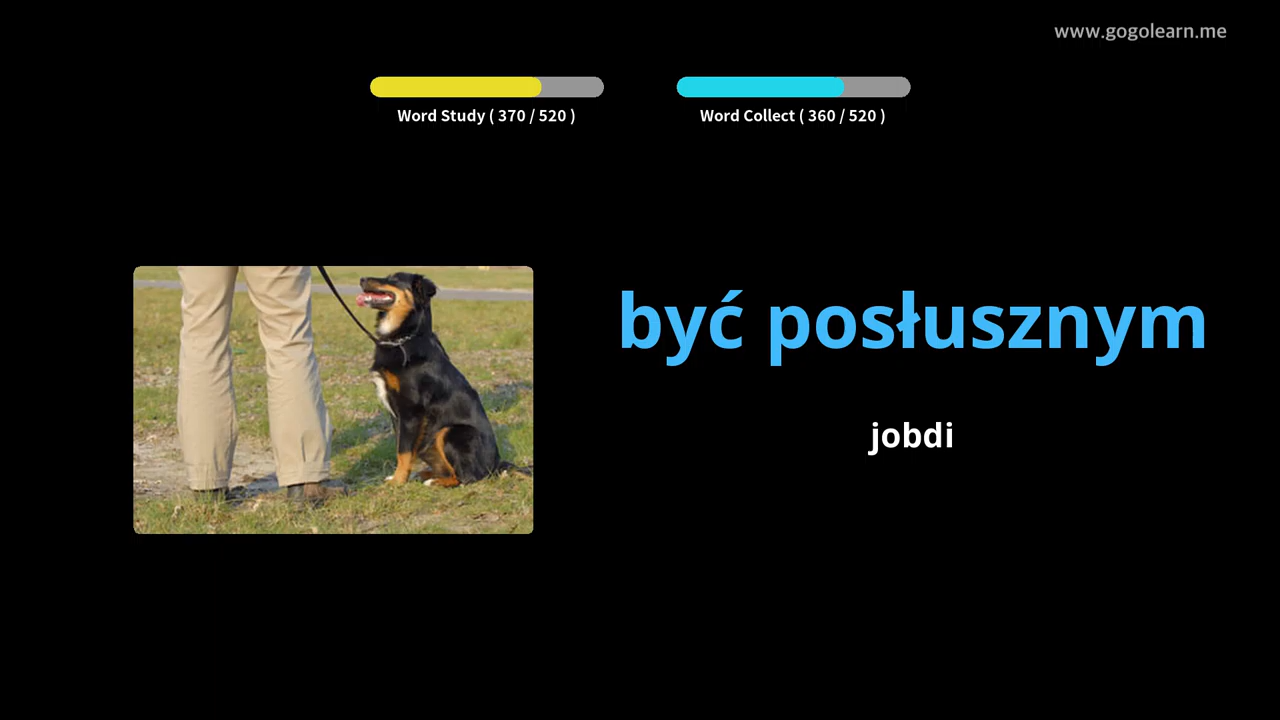 www.gogolearn.me
Word Study ( 370 / 520 )
Word Collect ( 360 / 520 )
być posłusznym
jobdi